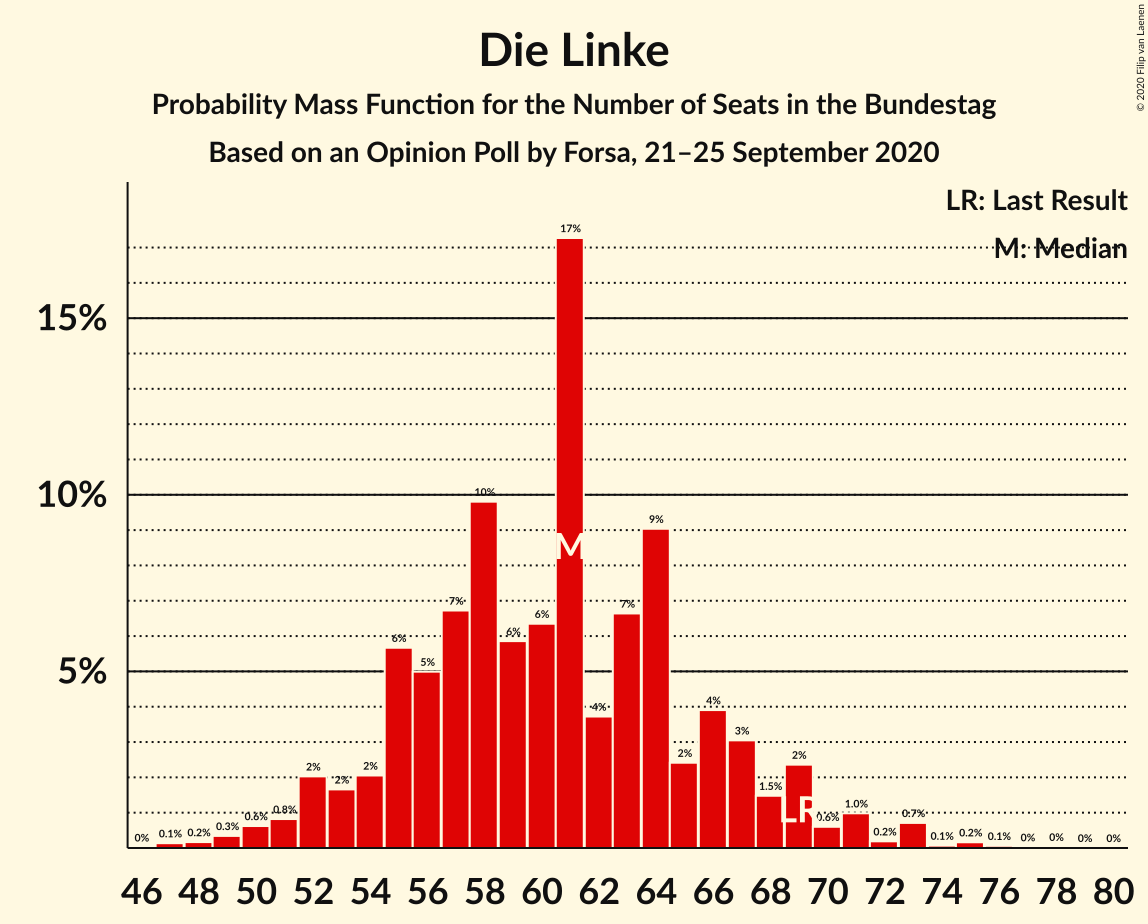 Die Linke
Probability Mass Function for the Number of Seats in the Bundestag
Based on an Opinion Poll by Forsa, 21–25 September 2020
© 2020 Filip van Laenen
LR: Last Result
M: Median
15%
10%
5%
0% 0.1% 0.2% 0.3% 0.6% 0.8% 2% 2% 2% 6% 5% 7% 10% 6% 6% 17% 4% 7% 9% 2% 4% 3% 1.5% 2% 0.6% 1.0% 0.2% 0.7% 0.1% 0.2% 0.1% 0% 0% 0% 0%
M
LR
46 48 50 52 54 56 58 60 62 64 66 68 70 72 74 76 78 80